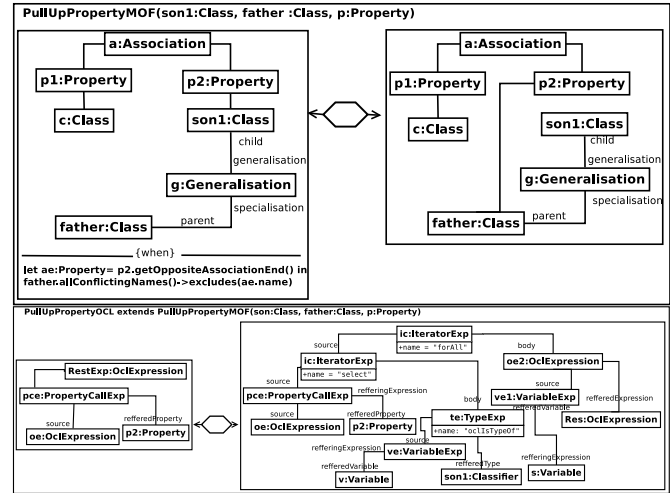 PullUpPropertyMOF(son1:Class, father :Class, p:Property)
a:Association
p1:Property
p2:Property
c:Class
son1:Class
child
generalisation
g:Generalisation
specialisation
father:Class
parent
{when}
let ae:Property= p2.getOppositeAssociationEnd() in
father.allConflictingNames()->excludes(ae.name)
a:Association
p1:Property
p2:Property
c:Class
son1:Class
child
generalisation
g:Generalisation
specialisation
father:Class
parent
PullUpPropertyOCL extends PullUpPropertyMOF(son:Class, father:Class, p:Property)
RestExp:OclExpression
pce:PropertyCallExp
source
refferedProperty
oe:OclExpression
p2:Property
ic:IteratorExp
+name = "forAll"
source
body
ic:IteratorExp
+name = "select"
oe2:OclExpression
source
source
refferingExpression
pce:PropertyCallExp
ve1:VariableExp
refferedExpression
body
refferedVariable
source
refferedProperty
te:TypeExp
+name: "oclIsTypeOf"
Res:OclExpression
oe:OclExpression
p2:Property
source
refferingExpression
ve:VariableExp
refferingExpression
refferedVariable
refferedType
v:Variable
son1:Classifier
s:Variable